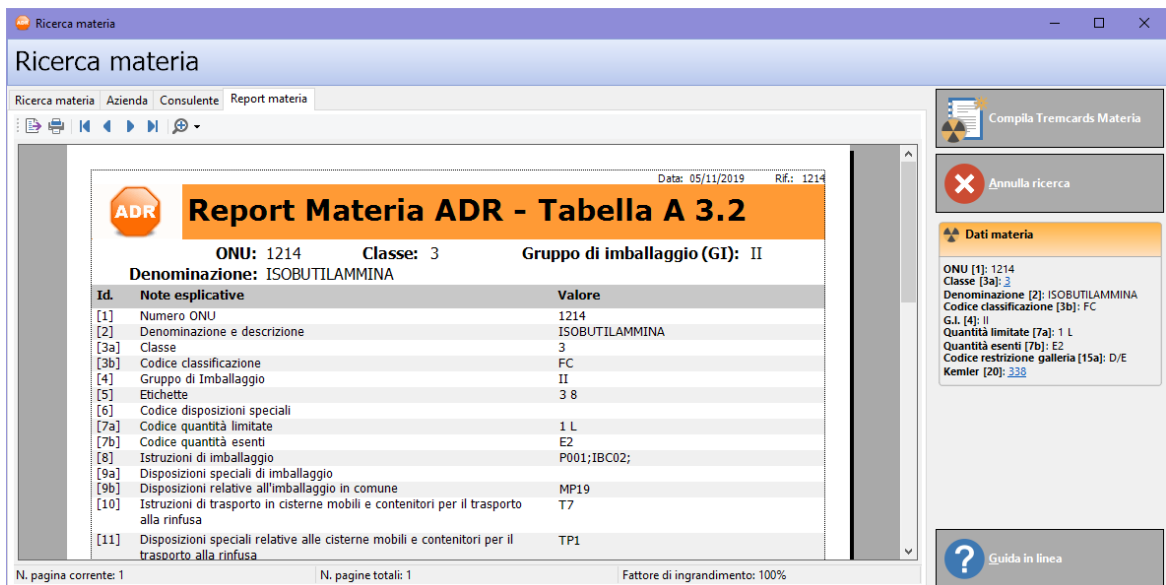 Ricerca materia
Ricerca materia
Ricerca materia Azienda Consulente Report materia
Data: 05/11/2019 Rif.: 1214
ADR Report Materia ADR - Tabella A 3.2
ONU: 1214 Classe: 3 Gruppo di imballaggio (GI): II
Denominazione: ISOBUTILAMMINA
Id. Note esplicative Valore
[1] Numero ONU 1214
[2] Denominazione e descrizione ISOBUTILAMMINA
[3a] Classe 3
[3b] Codice classificazione FC
[4] Gruppo di Imballaggio II
[5] Etichette 3 8
[6] Codice disposizioni speciali
[7a] Codice quantità limitate 1 L
[7b] Codice quantità esenti E2
[8] Istruzioni di imballaggio P001;IBC02;
[9a] Disposizioni speciali di imballaggio
[9b] Disposizioni relative all'imballaggio in comune MP19
[10] Istruzioni di trasporto in cisterne mobili e contenitori per il trasporto T7
alla rinfusa
[11] Disposizioni speciali relative alle cisterne mobili e contenitori per il TP1
trasporto alla rinfusa
N. pagina corrente: 1 N. pagine totali: 1 Fattore di ingrandimento: 100%
Compila Tremcards Materia
Annulla ricerca
Dati materia
ONU [1]: 1214
Classe [3a]: 3
Denominazione [2]: ISOBUTILAMMINA
Codice classificazione [3b]: FC
G.I. [4]: II
Quantità limitate [7a]: 1 L
Quantità esenti [7b]: E2
Codice restrizione galleria [15a]: D/E
Kemler [20]: 338
Guida in linea